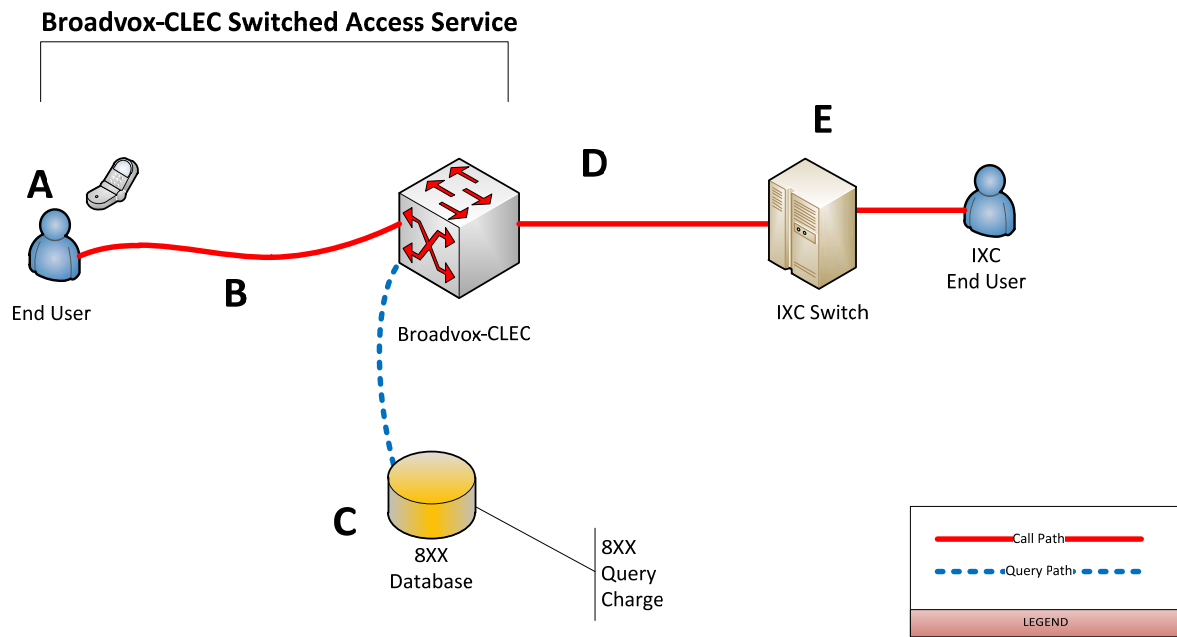 Broadvox-CLEC Switched Access Service
A
B
C
D
E
End User
Broadvox-CLEC
IXC Switch
IXC
End User
8XX
Database
8XX
Query
Charge
Call Path
Query Path
LEGEND